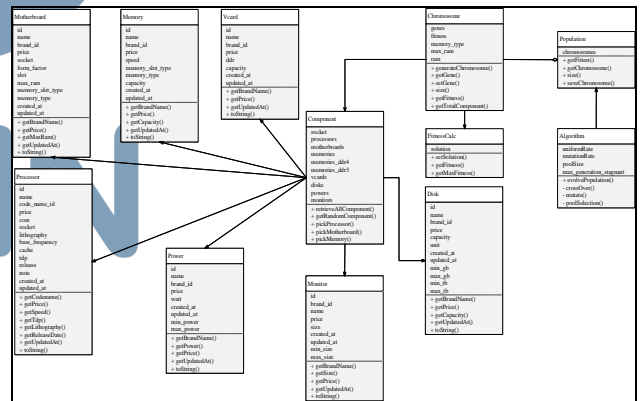 Motherboard
id
name
brand_id
price
socket
form_factor
slot
max_ram
memory_slot_type
memory_type
created_at
updated_at
+ getBrandName()
+ getPrice()
+ getMaxRam()
+ getUpdatedAt()
+ toString()
Memory
id
name
brand_id
price
speed
memory_slot_type
memory_type
capacity
created_at
updated_at
+ getBrandName()
+ getPrice()
+ getCapacity()
+ getUpdatedAt()
+ toString()
Vcard
id
name
brand_id
price
ddr
capacity
created_at
updated_at
+ getBrandName()
+ getPrice()
+ getUpdatedAt()
+ toString()
Chromosome
genes
fitness
memory_type
max_ram
ram
+ generateChromosome()
+ getGene()
+ setGene()
+ size()
+ getFitness()
+ getTotalComponent()
Population
chromosomes
+ getFittest()
+ getChromosome()
+ size()
+ saveChromosome()
Component
socket
processors
motherboards
memories
memories_ddr4
memories_ddr3
vcards
disks
powers
monitors
+ retrieveAllComponent()
+ getRandomComponent()
+ pickProcessor()
+ pickMotherboard()
+ pickMemory()
FitnessCalc
solution
+ setSolution()
+ getFitness()
+ getMaxFitness()
Algorithm
uniformRate
mutationRate
poolSize
max_generation_stagnant
+ evolvePopulation()
- crossOver()
- mutate()
- poolSelection()
Processor
id
name
code_name_id
price
core
socket
lithography
base_frequency
cache
tdp
release
note
created_at
updated_at
+ getCodename()
+ getPrice()
+ getSpeed()
+ getTdp()
+ getLithography()
+ getReleaseDate()
+ getUpdatedAt()
+ toString()
Power
id
name
brand_id
price
watt
created_at
updated_at
min_power
max_power
+ getBrandName()
+ getPower()
+ getPrice()
+ getUpdatedAt()
+ toString()
Monitor
id
brand_id
name
price
size
created_at
updated_at
min_size
max_size
+ getBrandName()
+ getSize()
+ getPrice()
+ getUpdatedAt()
+ toString()
Disk
id
name
brand_id
price
capacity
unit
created_at
updated_at
min_gb
max_gb
min_tb
max_tb
+ getBrandName()
+ getPrice()
+ getCapacity()
+ getUpdatedAt()
+ toString()